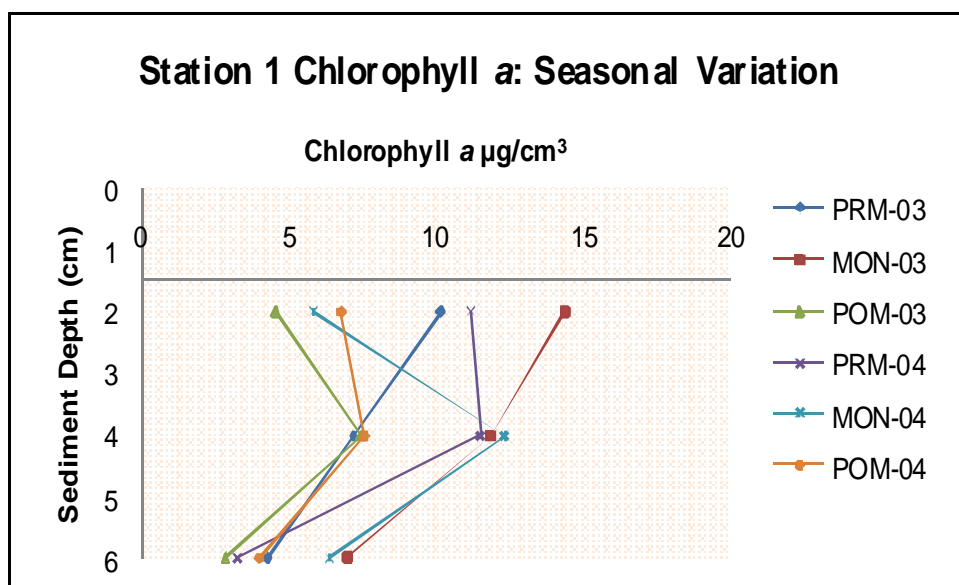 Station 1 Chlorophyll a: Seasonal Variation
Chlorophyll a µg/cm³
Sediment Depth (cm)
0
1
2
3
4
5
6
0 5 10 15 20
PRM-03
MON-03
POM-03
PRM-04
MON-04
POM-04